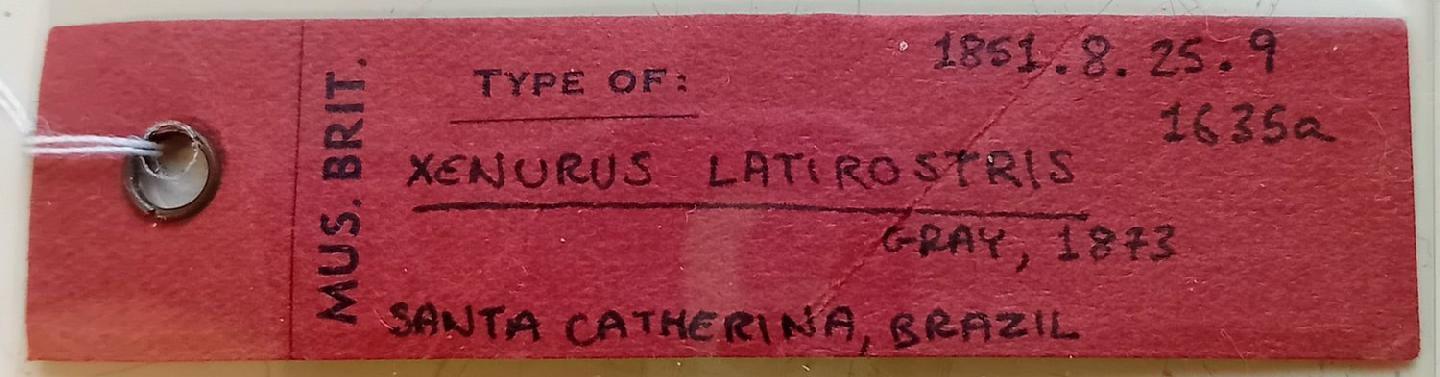 MUS. BRIT.
TYPE OF:
1851.8.25.9
1635a
XENURUS LATIROSTRIS
GRAY, 1873
SANTA CATHERINA, BRAZIL